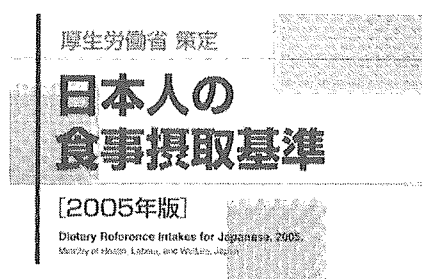 厚生労働省 策定
日本人の
食事摂取基準
［2005年版］
Dietary Reference Intakes for Japanese, 2005.
Ministry of Health, Labour, and Welfare, Japan